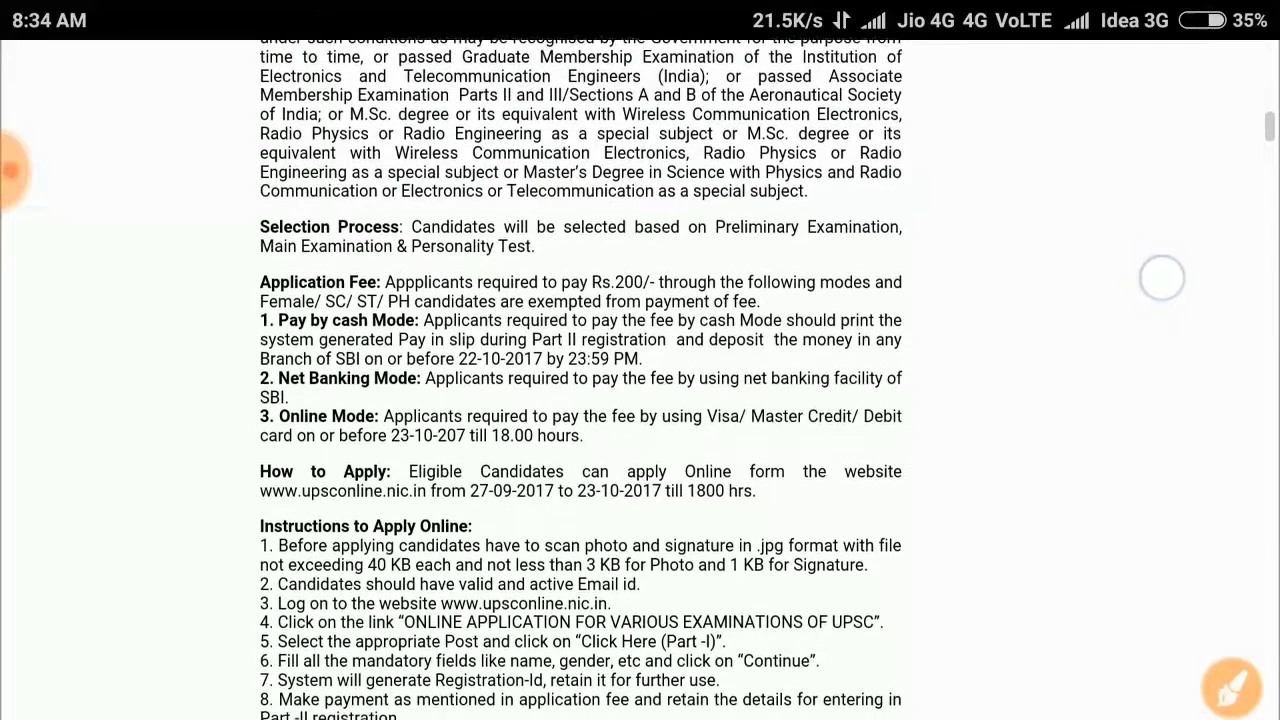 8:34 AM 21.5K/s Jio 4G 4G VoLTE Idea 3G 35%
under such conditions as may be recognised by the Government for the purpose from
time to time, or passed Graduate Membership Examination of the Institution of
Electronics and Telecommunication Engineers (India); or passed Associate
Membership Examination Parts II and III/Sections A and B of the Aeronautical Society
of India; or M.Sc. degree or its equivalent with Wireless Communication Electronics,
Radio Physics or Radio Engineering as a special subject or M.Sc. degree or its
equivalent with Wireless Communication Electronics, Radio Physics or Radio
Engineering as a special subject or Master's Degree in Science with Physics and Radio
Communication or Electronics or Telecommunication as a special subject.
Selection Process: Candidates will be selected based on Preliminary Examination,
Main Examination & Personality Test.
Application Fee: Appplicants required to pay Rs.200/- through the following modes and
Female/ SC/ ST/ PH candidates are exempted from payment of fee.
1. Pay by cash Mode: Applicants required to pay the fee by cash Mode should print the
system generated Pay in slip during Part II registration and deposit the money in any
Branch of SBI on or before 22-10-2017 by 23:59 PM.
2. Net Banking Mode: Applicants required to pay the fee by using net banking facility of
SBI.
3. Online Mode: Applicants required to pay the fee by using Visa/ Master Credit/ Debit
card on or before 23-10-207 till 18.00 hours.
How to Apply: Eligible Candidates can apply Online form the website
www.upsconline.nic.in from 27-09-2017 to 23-10-2017 till 1800 hrs.
Instructions to Apply Online:
1. Before applying candidates have to scan photo and signature in .jpg format with file
not exceeding 40 KB each and not less than 3 KB for Photo and 1 KB for Signature.
2. Candidates should have valid and active Email id.
3. Log on to the website www.upsconline.nic.in.
4. Click on the link “ONLINE APPLICATION FOR VARIOUS EXAMINATIONS OF UPSC”.
5. Select the appropriate Post and click on “Click Here (Part -I)”.
6. Fill all the mandatory fields like name, gender, etc and click on “Continue”.
7. System will generate Registration-Id, retain it for further use.
8. Make payment as mentioned in application fee and retain the details for entering in
Part -II registration